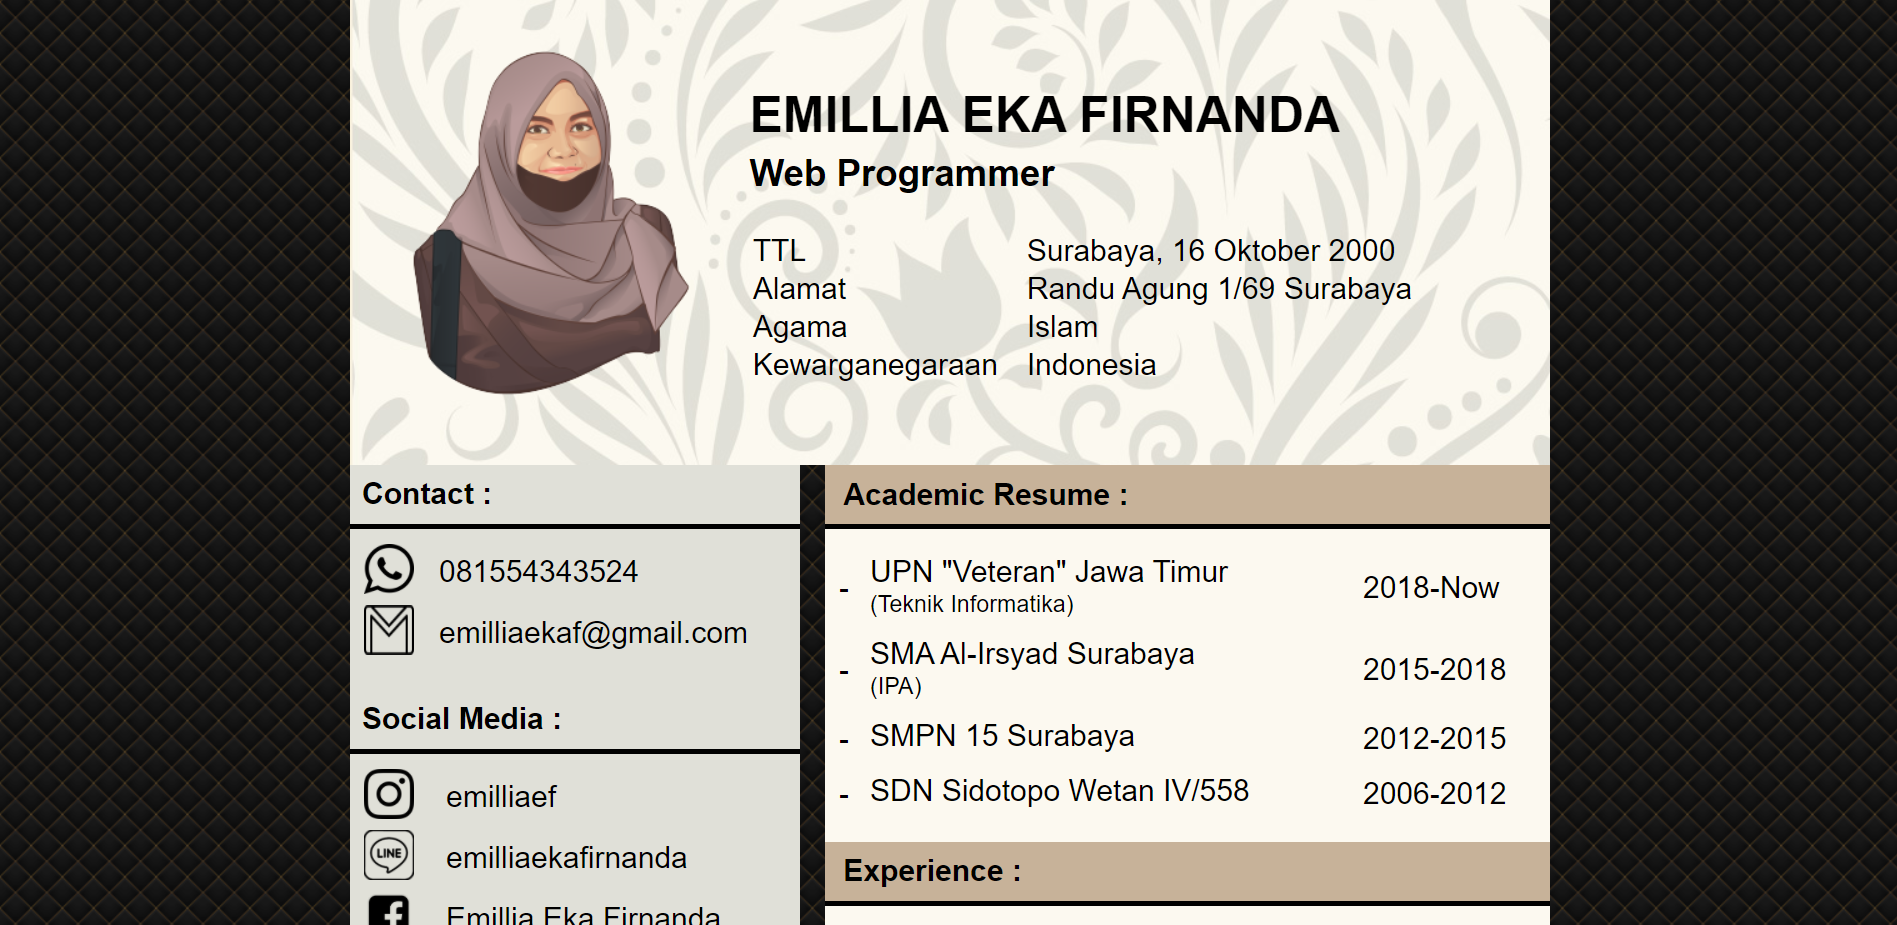 EMILLIA EKA FIRNANDA
Web Programmer
TTL Surabaya, 16 Oktober 2000
Alamat Randu Agung 1/69 Surabaya
Agama Islam
Kewarganegaraan Indonesia
Contact :
081554343524
emilliaekaf@gmail.com
Social Media :
emilliaef
LINE emilliaekafirnanda
Emillia Eka Firnanda
Academic Resume :
- UPN "Veteran" Jawa Timur 2018-Now
(Teknik Informatika)
- SMA Al-Irsyad Surabaya 2015-2018
(IPA)
- SMPN 15 Surabaya 2012-2015
- SDN Sidotopo Wetan IV/558 2006-2012
Experience :